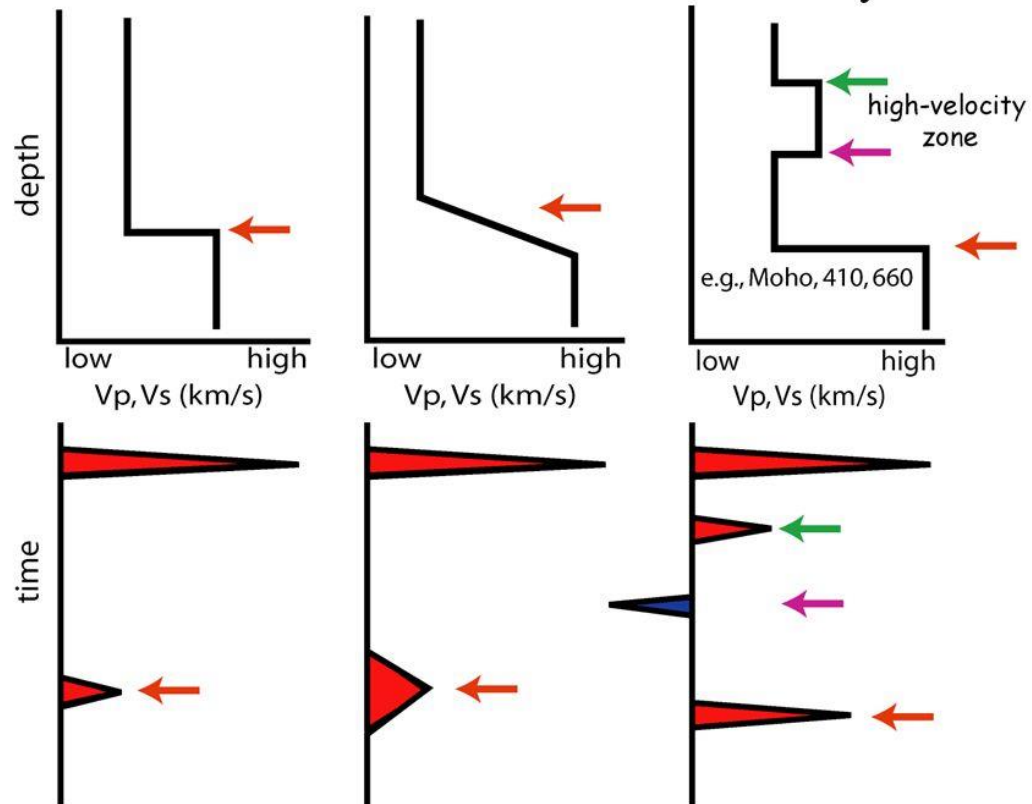 depth
low high
Vp, Vs (km/s)
low high
Vp, Vs (km/s)
high-velocity
zone
e.g., Moho, 410, 660
low high
Vp, Vs (km/s)
time